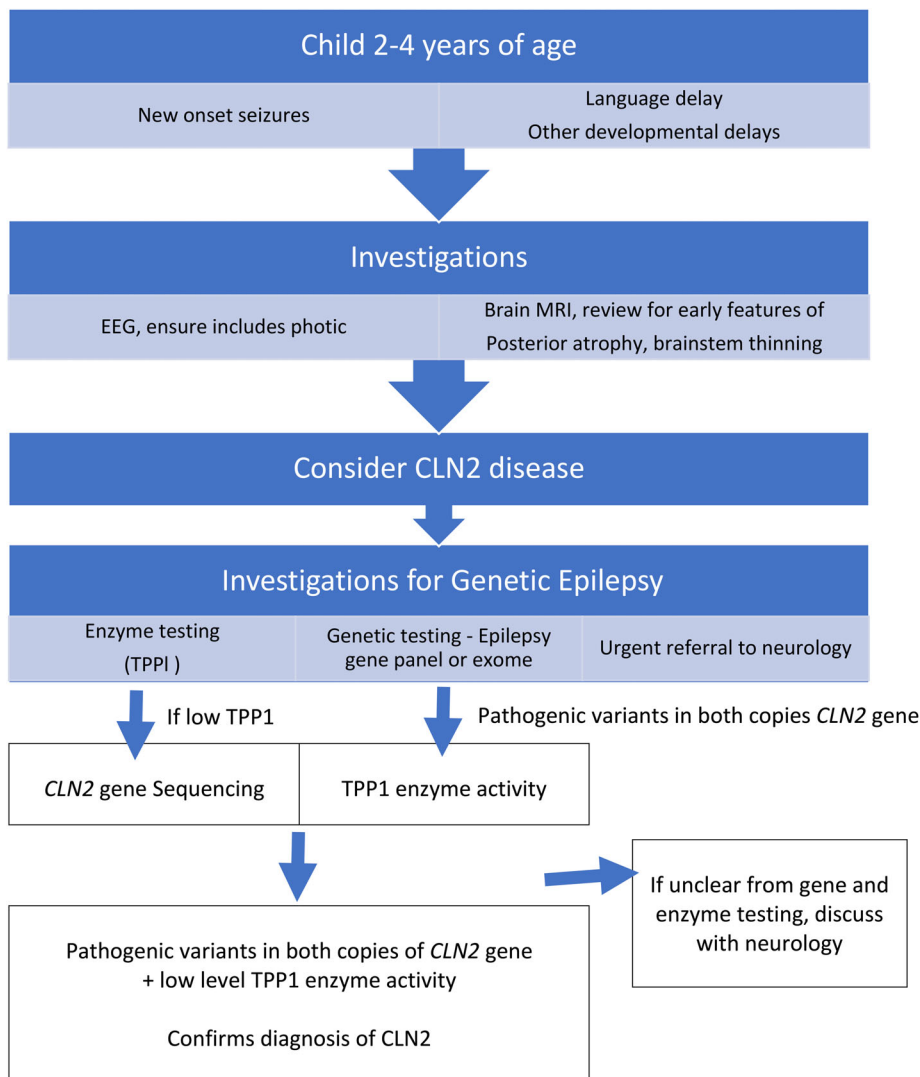 Child 2-4 years of age
New onset seizures
Language delay
Other developmental delays
Investigations
EEG, ensure includes photic
Brain MRI, review for early features of
Posterior atrophy, brainstem thinning
Consider CLN2 disease
Investigations for Genetic Epilepsy
Enzyme testing
(TPPI )
Genetic testing - Epilepsy
gene panel or exome
Urgent referral to neurology
If low TPP1
Pathogenic variants in both copies CLN2 gene
CLN2 gene Sequencing
TPP1 enzyme activity
If unclear from gene and
enzyme testing, discuss
with neurology
Pathogenic variants in both copies of CLN2 gene
+ low level TPP1 enzyme activity
Confirms diagnosis of CLN2